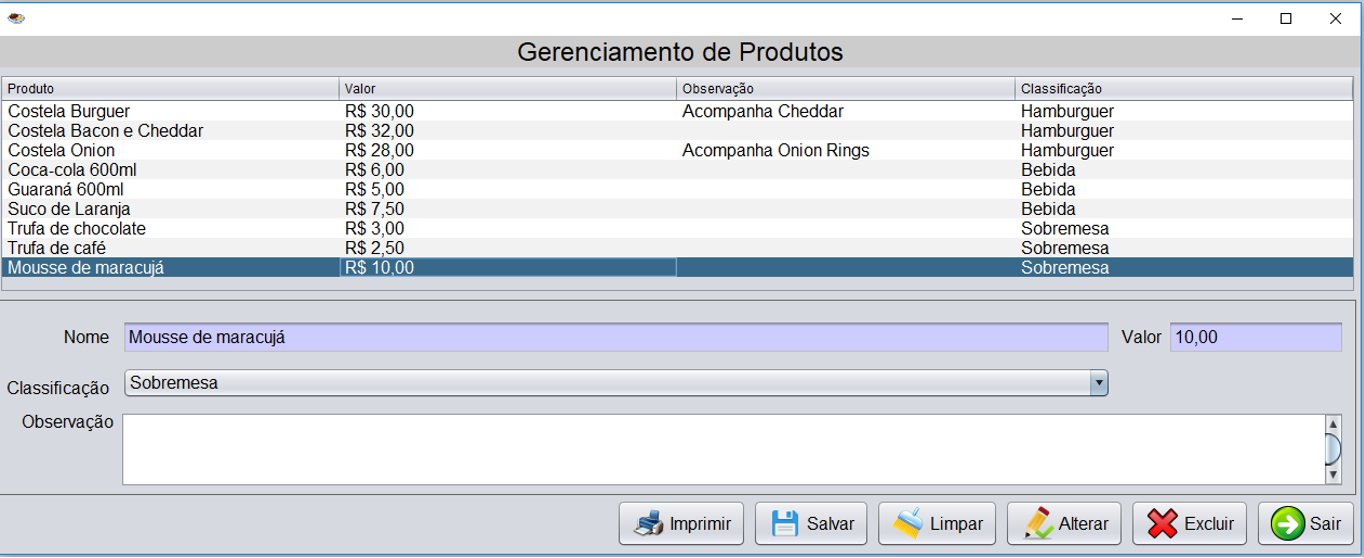 Gerenciamento de Produtos
Produto Valor Observação Classificação
Costela Burguer R$ 30,00 Acompanha Cheddar Hamburguer
Costela Bacon e Cheddar R$ 32,00 Hamburguer
Costela Onion R$ 28,00 Acompanha Onion Rings Hamburguer
Coca-cola 600ml R$ 6,00 Bebida
Guaraná 600ml R$ 5,00 Bebida
Suco de Laranja R$ 7,50 Bebida
Trufa de chocolate R$ 3,00 Sobremesa
Trufa de café R$ 2,50 Sobremesa
Mousse de maracujá R$ 10,00 Sobremesa
Nome Mousse de maracujá Valor 10,00
Classificação Sobremesa
Observação
Imprimir Salvar Limpar Alterar Excluir Sair